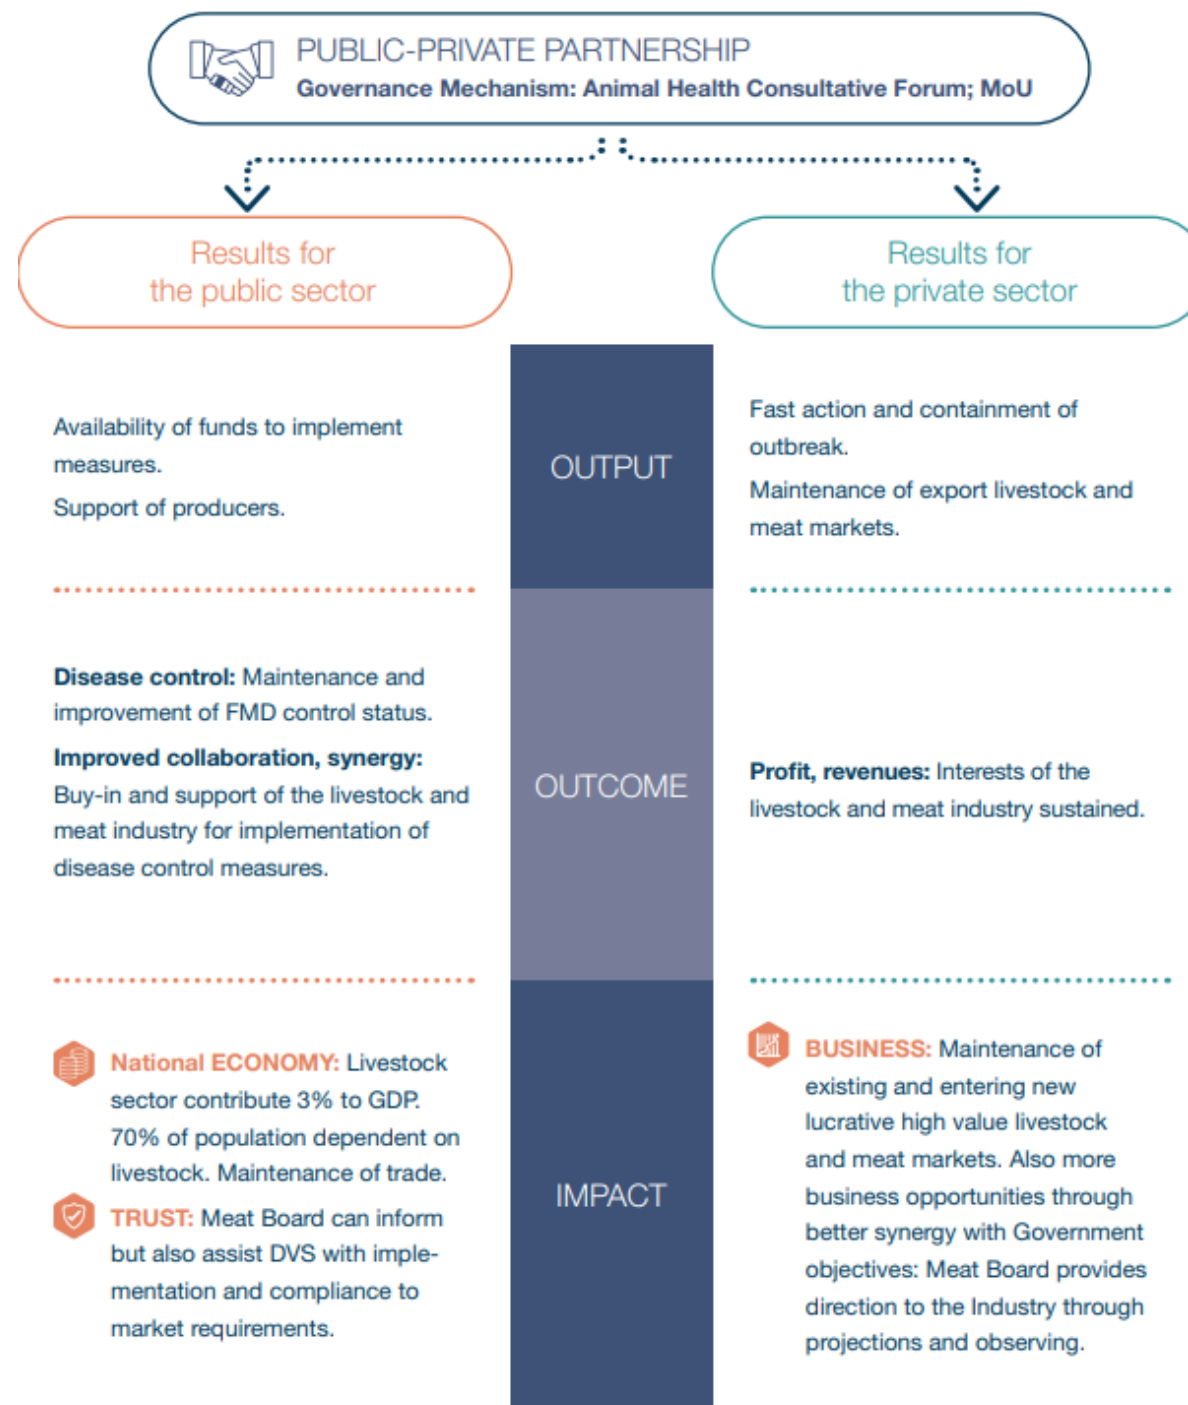 PUBLIC-PRIVATE PARTNERSHIP
Governance Mechanism: Animal Health Consultative Forum; MoU
Results for
the public sector
Results for
the private sector
OUTPUT
Availability of funds to implement
measures.
Support of producers.
Fast action and containment of
outbreak.
Maintenance of export livestock and
meat markets.
OUTCOME
Disease control: Maintenance and
improvement of FMD control status.
Improved collaboration, synergy:
Buy-in and support of the livestock and
meat industry for implementation of
disease control measures.
Profit, revenues: Interests of the
livestock and meat industry sustained.
IMPACT
National ECONOMY: Livestock
sector contribute 3% to GDP.
70% of population dependent on
livestock. Maintenance of trade.
TRUST: Meat Board can inform
but also assist DVS with imple-
mentation and compliance to
market requirements.
BUSINESS: Maintenance of
existing and entering new
lucrative high value livestock
and meat markets. Also more
business opportunities through
better synergy with Government
objectives: Meat Board provides
direction to the Industry through
projections and observing.